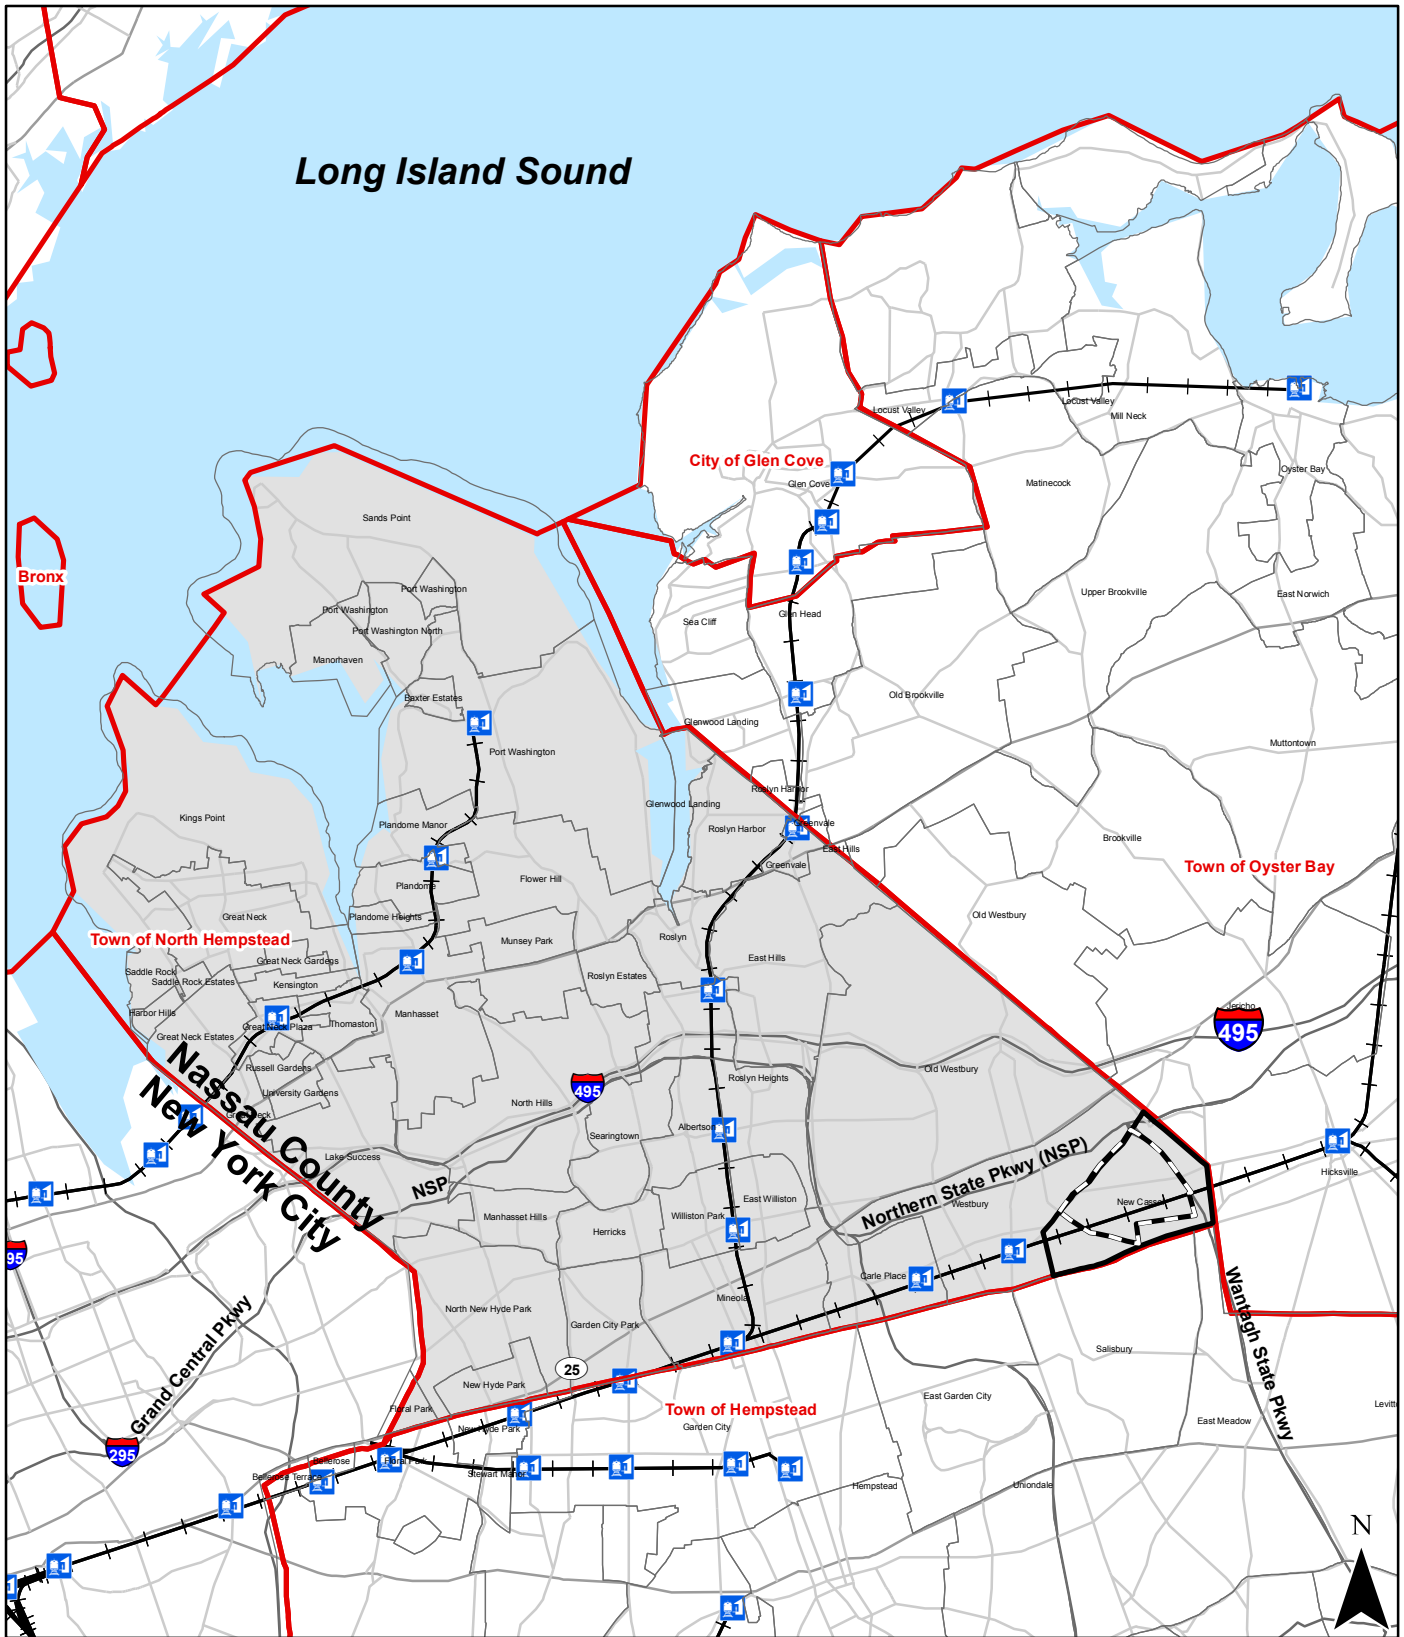 Long Island Sound
Locust Valley
Locust Valley
Mill Neck
City of Glen Cove
Glen Cove
Matinecock
Oyster Bay
Sands Point
Bronx
Port Washington
Port Washington
Port Washington North
Manorhaven
Upper Brookville
East Norwich
Sea Cliff
Glen Head
Baxter Estates
Old Brookville
Glenwood Landing
Port Washington
Muttontown
Roslyn Harbor
Glenwood Landing
Kings Point
Plandome Manor
Roslyn Harbor
Greenvale
East Hills
Brookville
Greenvale
Town of Oyster Bay
Plandome
Flower Hill
Great Neck
Plandome Heights
Old Westbury
Town of North Hempstead
Munsey Park
Roslyn
Great Neck Gardens
East Hills
Saddle Rock
Saddle Rock Estates
Kensington
Roslyn Estates
Harbor Hills
Manhasset
Jericho
Great Neck Plaza
Thomaston
Great Neck Estates
495
Russell Gardens
Old Westbury
Nassau County
New York City
University Gardens
495
Roslyn Heights
North Hills
Great Neck
Searingtown
Albertson
Lake Success
Hicksville
NSP
Northern State Pkwy (NSP)
East Williston
Westbury
New Cassel
Manhasset Hills
Williston Park
Herricks
95
Carle Place
Mineola
North New Hyde Park
Garden City Park
Grand Central Pkwy
Wantagh State Pkwy
Salisbury
25
New Hyde Park
East Garden City
Floral Park
Town of Hempstead
Levitt
New Hyde Park
Garden City
East Meadow
295
Bellerose
Floral Park
Bellerose Terrace
Stewart Manor
Hempstead
Uniondale
N